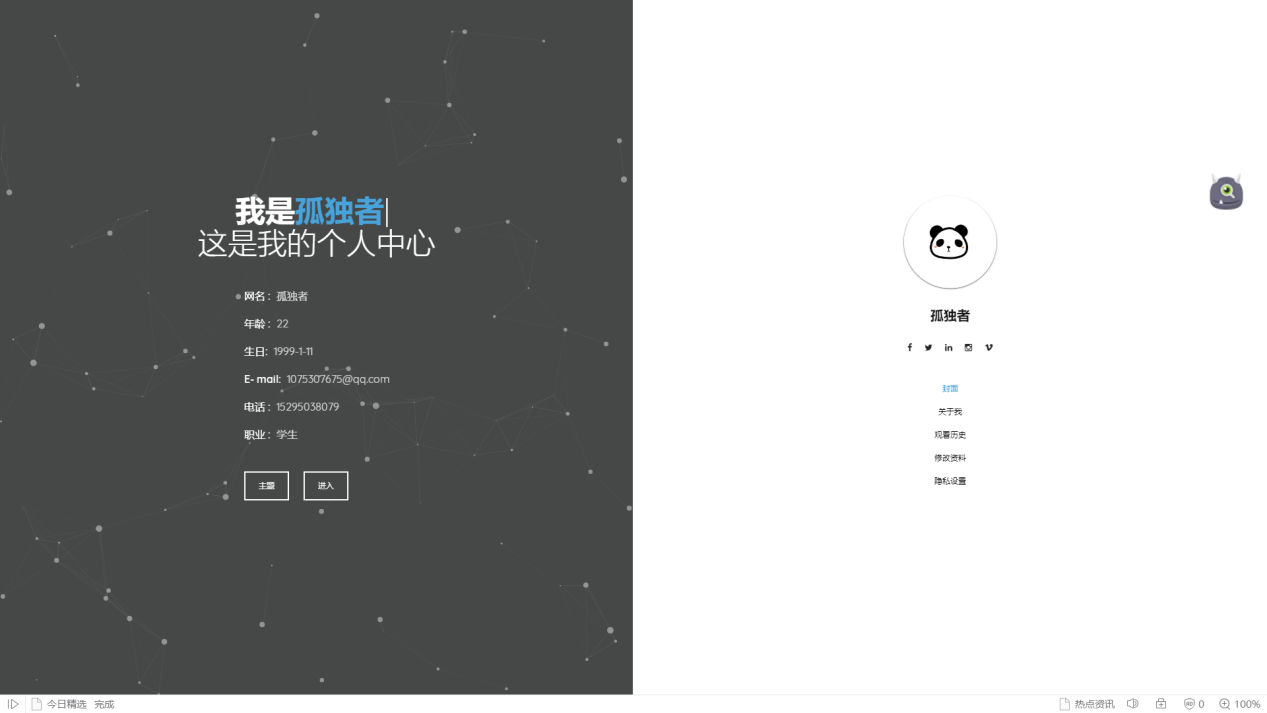 我是孤独者
这是我的个人中心
网名： 孤独者
年龄： 22
生日: 1999-1-11
E- mail: 1075307675@qq.com
电话： 15295038079
职业： 学生
主题 进入
孤独者
封面
关于我
观看历史
修改资料
隐私设置
今日精选 完成 热点资讯 0 100%